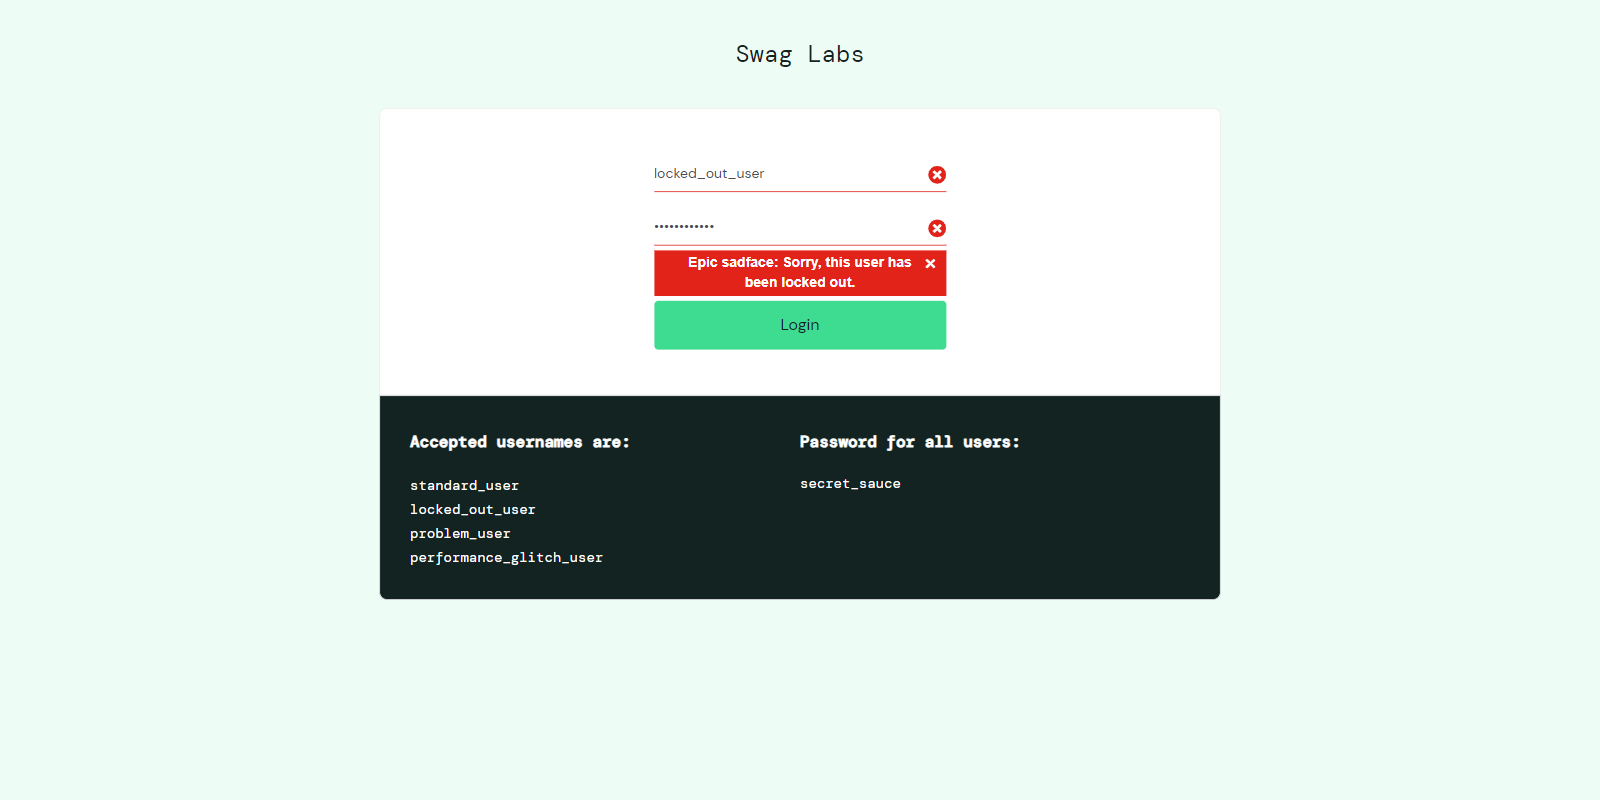 Swag Labs
locked_out_user
••••••••••••
Epic sadface: Sorry, this user has
been locked out.
Login
Accepted usernames are:
standard_user
locked_out_user
problem_user
performance_glitch_user
Password for all users:
secret_sauce